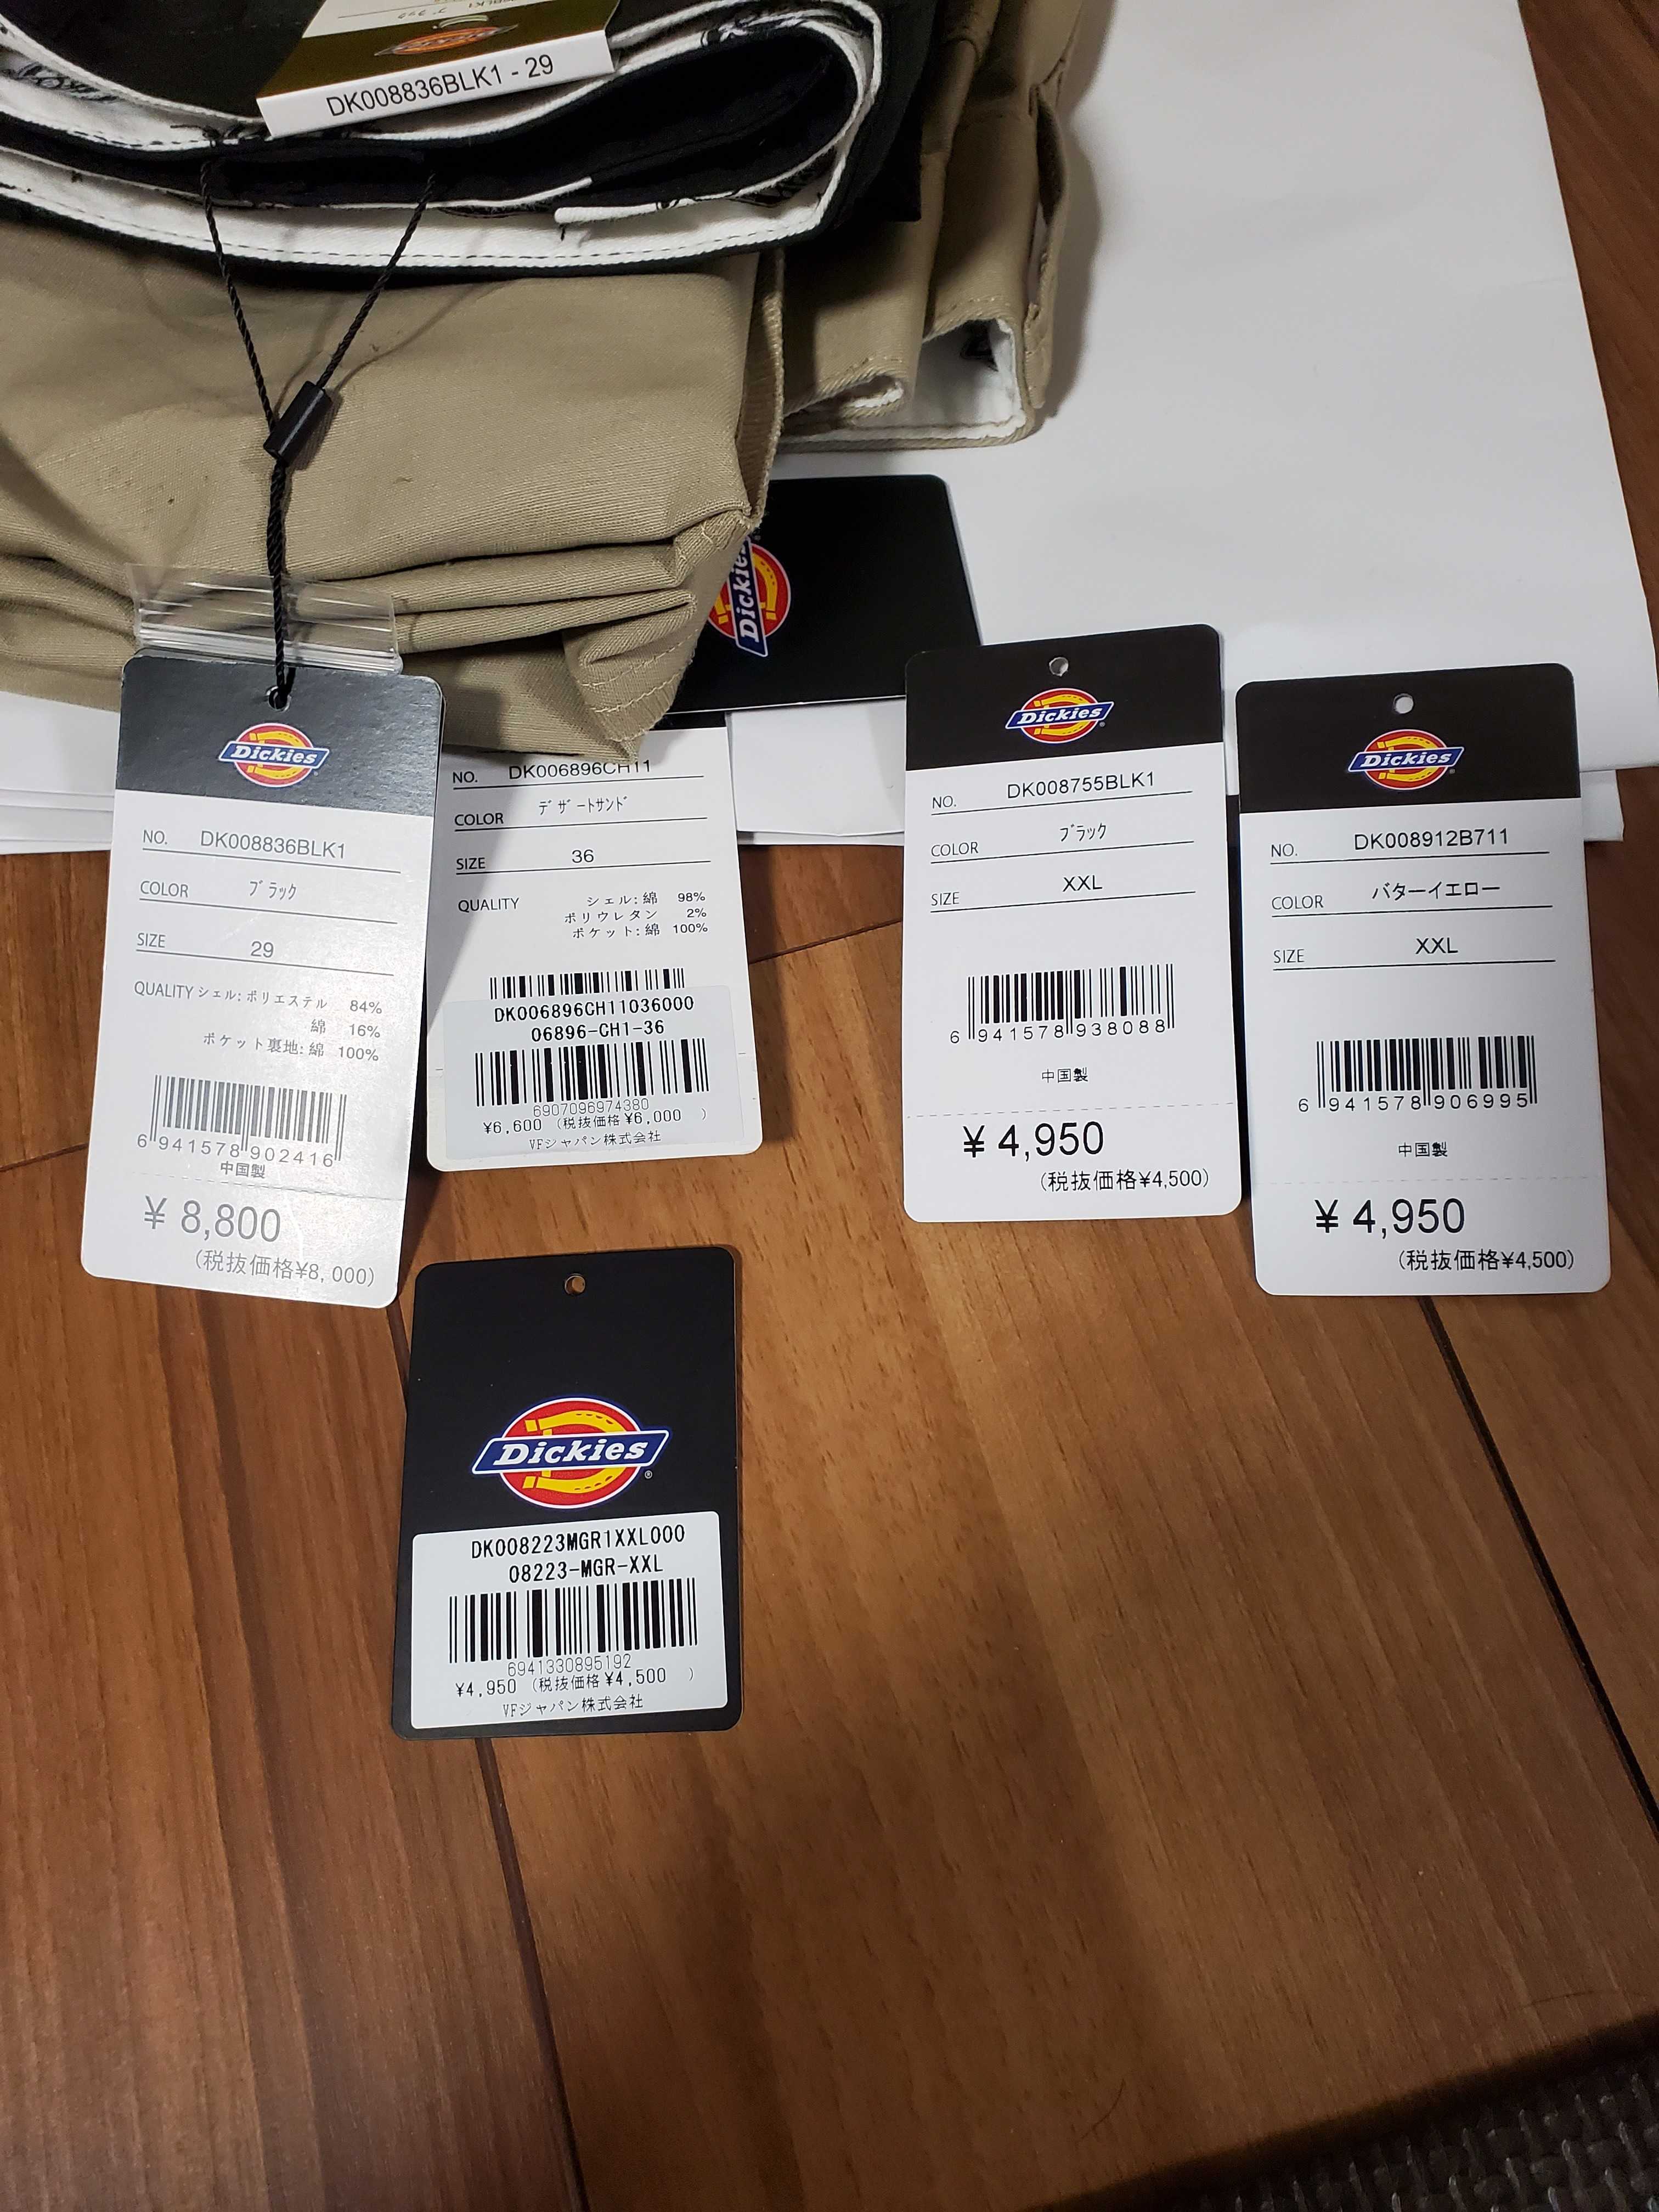 DK008836BLK1 - 29
Dickies
Dickies
NO. DK008836BLK1
COLOR ブラック
SIZE 29
QUALITY シェル: ポリエステル 84%
綿 16%
ポケット裏地: 綿 100%
6 941578 902416
中国製
¥ 8,800
(税抜価格¥8,000)
NO. DK006896CH11
COLOR デザートサンド
SIZE 36
QUALITY シェル: 綿 98%
ポリウレタン 2%
ポケット: 綿 100%
DK006896CH11036000
06896-CH1-36
6907096974380
¥6,600 (税抜価格 ¥6,000 )
VFジャパン株式会社
Dickies
NO. DK008755BLK1
COLOR ブラック
SIZE XXL
6 941578 938088
中国製
¥ 4,950
(税抜価格¥4,500)
Dickies
NO. DK008912B711
COLOR バターイエロー
SIZE XXL
6 941578 906995
中国製
¥ 4,950
(税抜価格¥4,500)
Dickies
DK008223MGR1XXL000
08223-MGR-XXL
6941330895192
¥4,950 (税抜価格 ¥4,500 )
VFジャパン株式会社